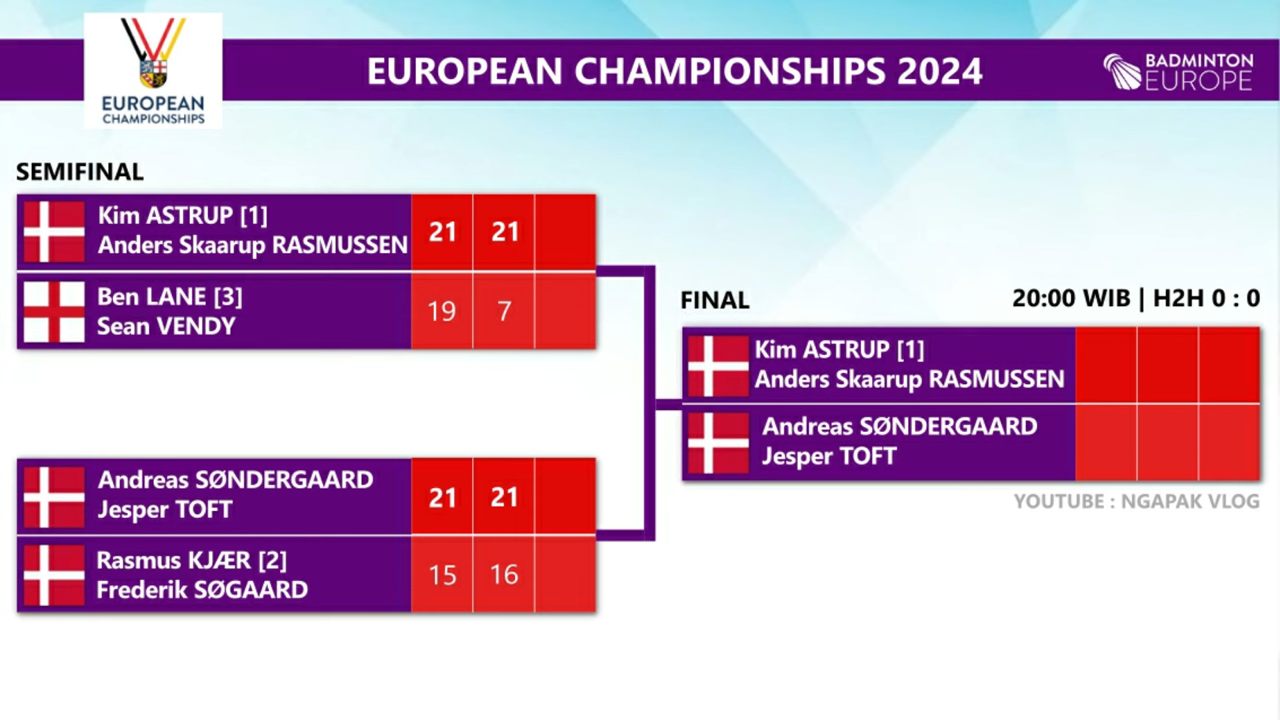 EUROPEAN
CHAMPIONSHIPS
EUROPEAN CHAMPIONSHIPS 2024
BADMINTON
EUROPE
SEMIFINAL
Kim ASTRUP [1]
Anders Skaarup RASMUSSEN
21 21
Ben LANE [3]
Sean VENDY
19 7
Andreas SØNDERGAARD
Jesper TOFT
21 21
Rasmus KJÆR [2]
Frederik SØGAARD
15 16
FINAL
20:00 WIB | H2H 0 : 0
Kim ASTRUP [1]
Anders Skaarup RASMUSSEN
Andreas SØNDERGAARD
Jesper TOFT
YOUTUBE : NGAPAK VLOG